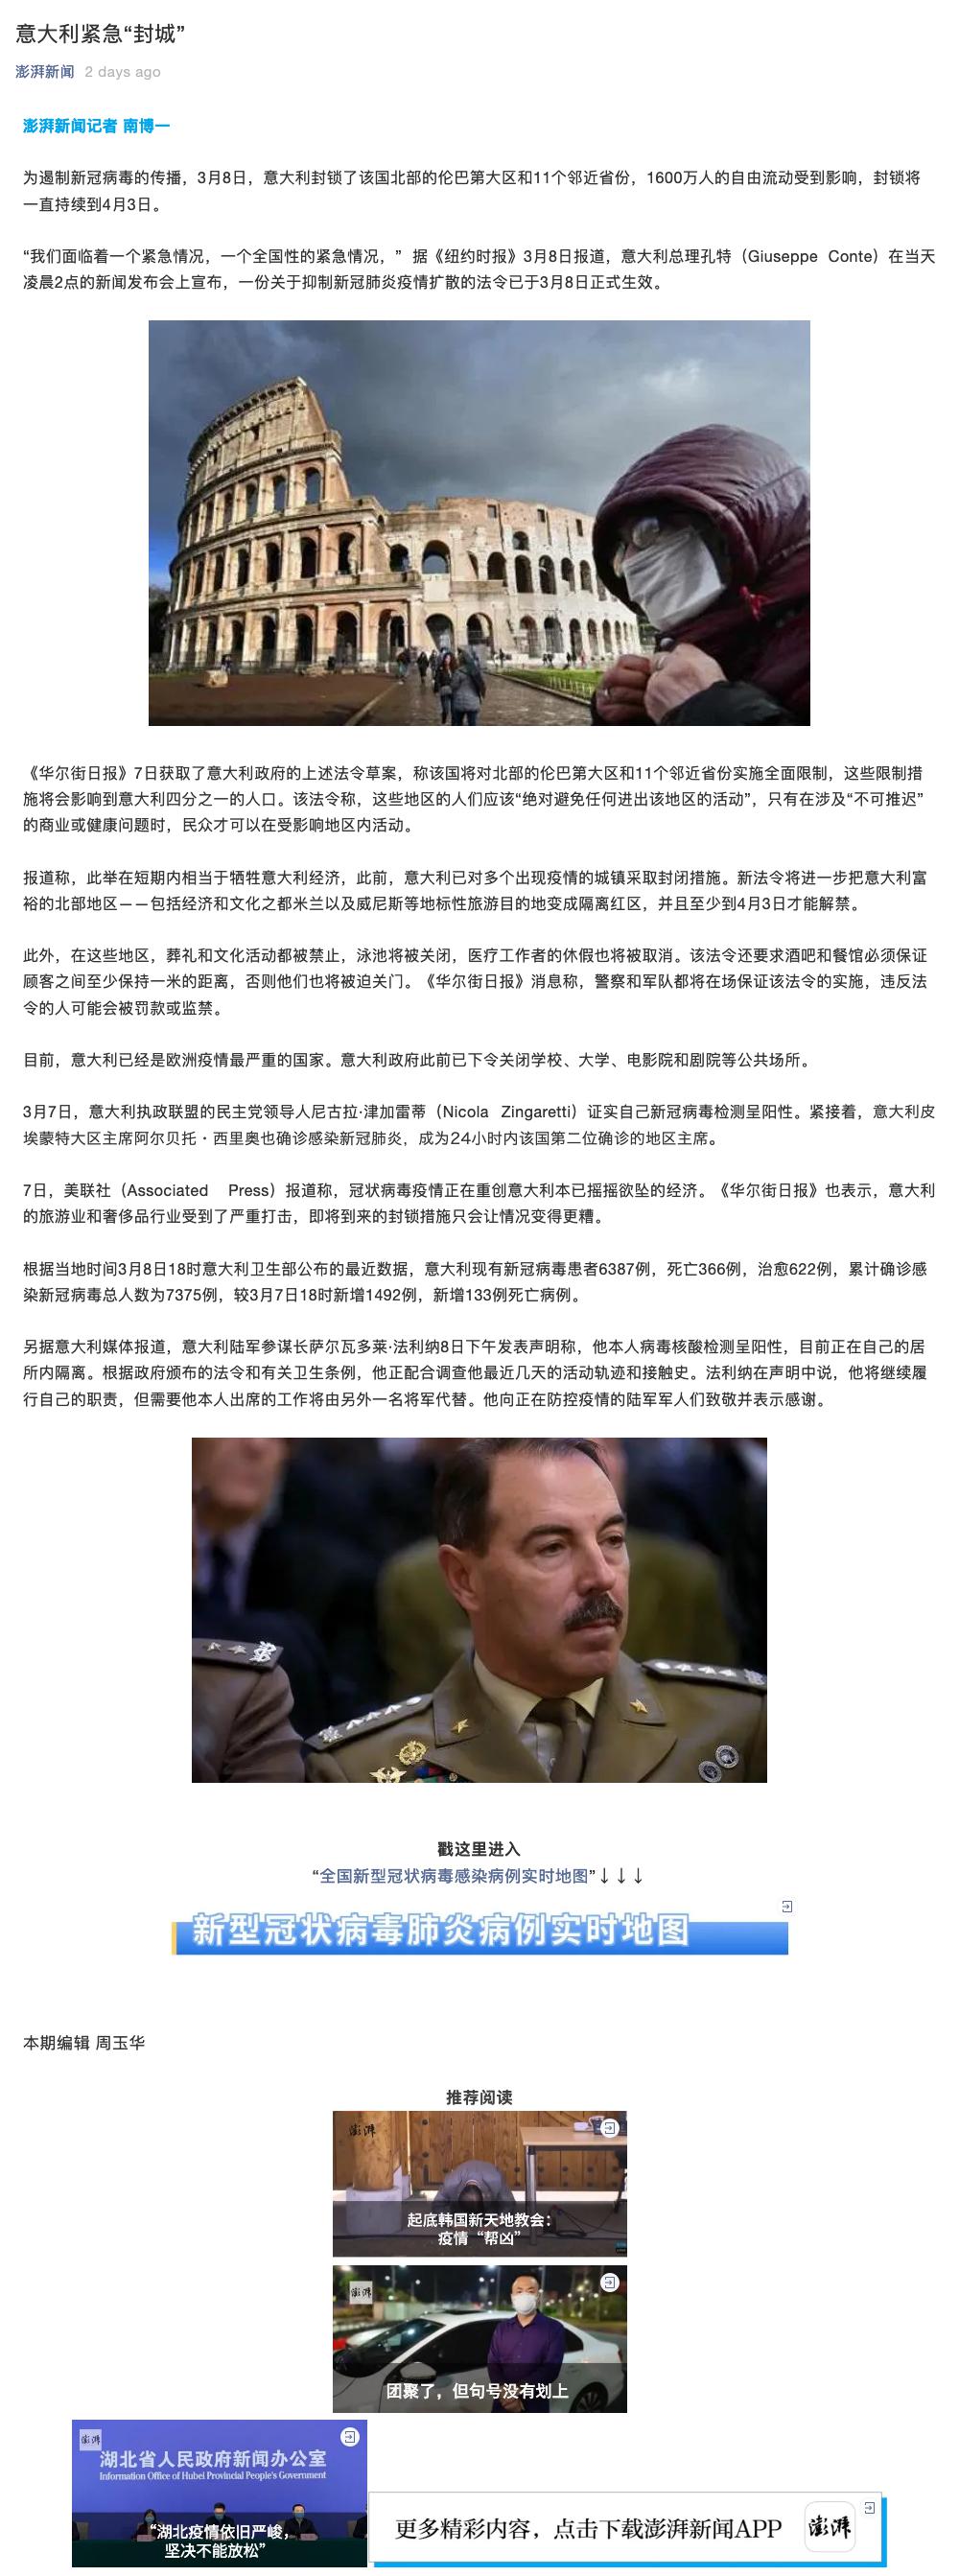 意大利紧急“封城”
澎湃新闻 2 days ago
澎湃新闻记者 南博一
为遏制新冠病毒的传播，3月8日，意大利封锁了该国北部的伦巴第大区和11个邻近省份，1600万人的自由流动受到影响，封锁将
一直持续到4月3日。
“我们面临着一个紧急情况，一个全国性的紧急情况，” 据《纽约时报》3月8日报道，意大利总理孔特（Giuseppe Conte）在当天
凌晨2点的新闻发布会上宣布，一份关于抑制新冠肺炎疫情扩散的法令已于3月8日正式生效。
《华尔街日报》7日获取了意大利政府的上述法令草案，称该国将对北部的伦巴第大区和11个邻近省份实施全面限制，这些限制措
施将会影响到意大利四分之一的人口。该法令称，这些地区的人们应该“绝对避免任何进出该地区的活动”，只有在涉及“不可推迟”
的商业或健康问题时，民众才可以在受影响地区内活动。
报道称，此举在短期内相当于牺牲意大利经济，此前，意大利已对多个出现疫情的城镇采取封闭措施。新法令将进一步把意大利富
裕的北部地区——包括经济和文化之都米兰以及威尼斯等地标性旅游目的地变成隔离红区，并且至少到4月3日才能解禁。
此外，在这些地区，葬礼和文化活动都被禁止，泳池将被关闭，医疗工作者的休假也将被取消。该法令还要求酒吧和餐馆必须保证
顾客之间至少保持一米的距离，否则他们也将被迫关门。《华尔街日报》消息称，警察和军队都将在场保证该法令的实施，违反法
令的人可能会被罚款或监禁。
目前，意大利已经是欧洲疫情最严重的国家。意大利政府此前已下令关闭学校、大学、电影院和剧院等公共场所。
3月7日，意大利执政联盟的民主党领导人尼古拉·津加雷蒂（Nicola Zingaretti）证实自己新冠病毒检测呈阳性。紧接着，意大利皮
埃蒙特大区主席阿尔贝托·西里奥也确诊感染新冠肺炎，成为24小时内该国第二位确诊的地区主席。
7日，美联社（Associated Press）报道称，冠状病毒疫情正在重创意大利本已摇摇欲坠的经济。《华尔街日报》也表示，意大利
的旅游业和奢侈品行业受到了严重打击，即将到来的封锁措施只会让情况变得更糟。
根据当地时间3月8日18时意大利卫生部公布的最近数据，意大利现有新冠病毒患者6387例，死亡366例，治愈622例，累计确诊感
染新冠病毒总人数为7375例，较3月7日18时新增1492例，新增133例死亡病例。
另据意大利媒体报道，意大利陆军参谋长萨尔瓦多莱·法利纳8日下午发表声明称，他本人病毒核酸检测呈阳性，目前正在自己的居
所内隔离。根据政府颁布的法令和有关卫生条例，他正配合调查他最近几天的活动轨迹和接触史。法利纳在声明中说，他将继续履
行自己的职责，但需要他本人出席的工作将由另外一名将军代替。他向正在防控疫情的陆军军人们致敬并表示感谢。
戳这里进入
“全国新型冠状病毒感染病例实时地图”↓↓↓
新型冠状病毒肺炎病例实时地图
本期编辑 周玉华
推荐阅读
澎湃
起底韩国新天地教会：
疫情“帮凶”
澎湃
团聚了，但句号没有划上
澎湃
湖北省人民政府新闻办公室
Information Office of Hubei Provincial People's Government
“湖北疫情依旧严峻，
坚决不能放松”
更多精彩内容，点击下载澎湃新闻APP
澎湃